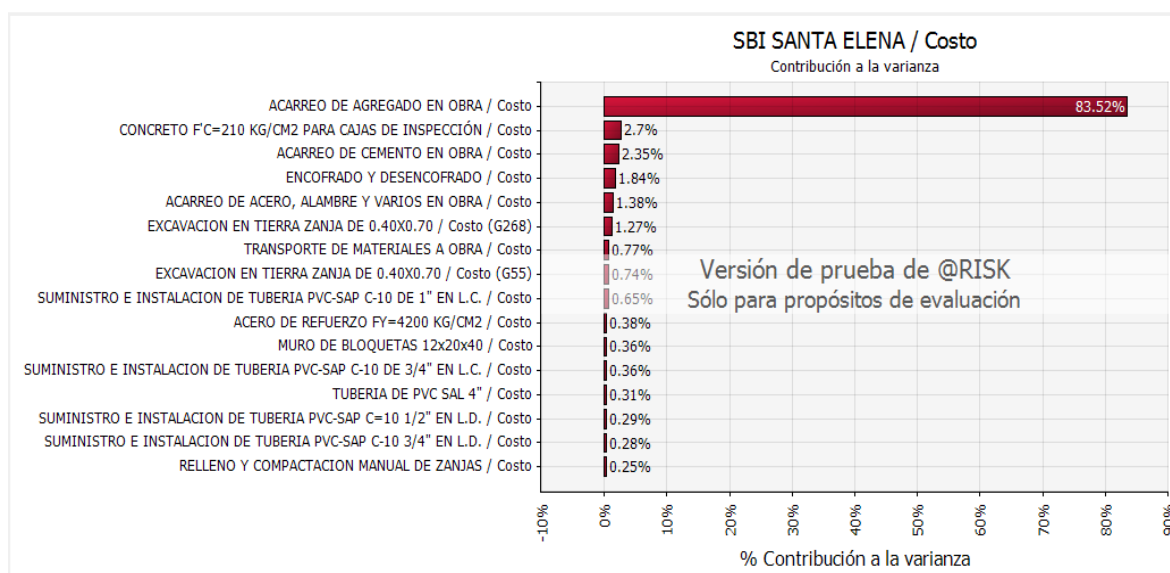 SBI SANTA ELENA / Costo
Contribución a la varianza
ACARREO DE AGREGADO EN OBRA / Costo 83.52%
CONCRETO F'C=210 KG/CM2 PARA CAJAS DE INSPECCIÓN / Costo 2.7%
ACARREO DE CEMENTO EN OBRA / Costo 2.35%
ENCOFRADO Y DESENCOFRADO / Costo 1.84%
ACARREO DE ACERO, ALAMBRE Y VARIOS EN OBRA / Costo 1.38%
EXCAVACION EN TIERRA ZANJA DE 0.40X0.70 / Costo (G268) 1.27%
TRANSPORTE DE MATERIALES A OBRA / Costo 0.77%
EXCAVACION EN TIERRA ZANJA DE 0.40X0.70 / Costo (G55) 0.74%
Versión de prueba de @RISK
SUMINISTRO E INSTALACION DE TUBERIA PVC-SAP C-10 DE 1" EN L.C. / Costo 0.65%
Sólo para propósitos de evaluación
ACERO DE REFUERZO FY=4200 KG/CM2 / Costo 0.38%
MURO DE BLOQUETAS 12x20x40 / Costo 0.36%
SUMINISTRO E INSTALACION DE TUBERIA PVC-SAP C-10 DE 3/4" EN L.C. / Costo 0.36%
TUBERIA DE PVC SAL 4" / Costo 0.31%
SUMINISTRO E INSTALACION DE TUBERIA PVC-SAP C=10 1/2" EN L.D. / Costo 0.29%
SUMINISTRO E INSTALACION DE TUBERIA PVC-SAP C-10 3/4" EN L.D. / Costo 0.28%
RELLENO Y COMPACTACION MANUAL DE ZANJAS / Costo 0.25%
-10% 0% 10% 20% 30% 40% 50% 60% 70% 80% 90%
% Contribución a la varianza